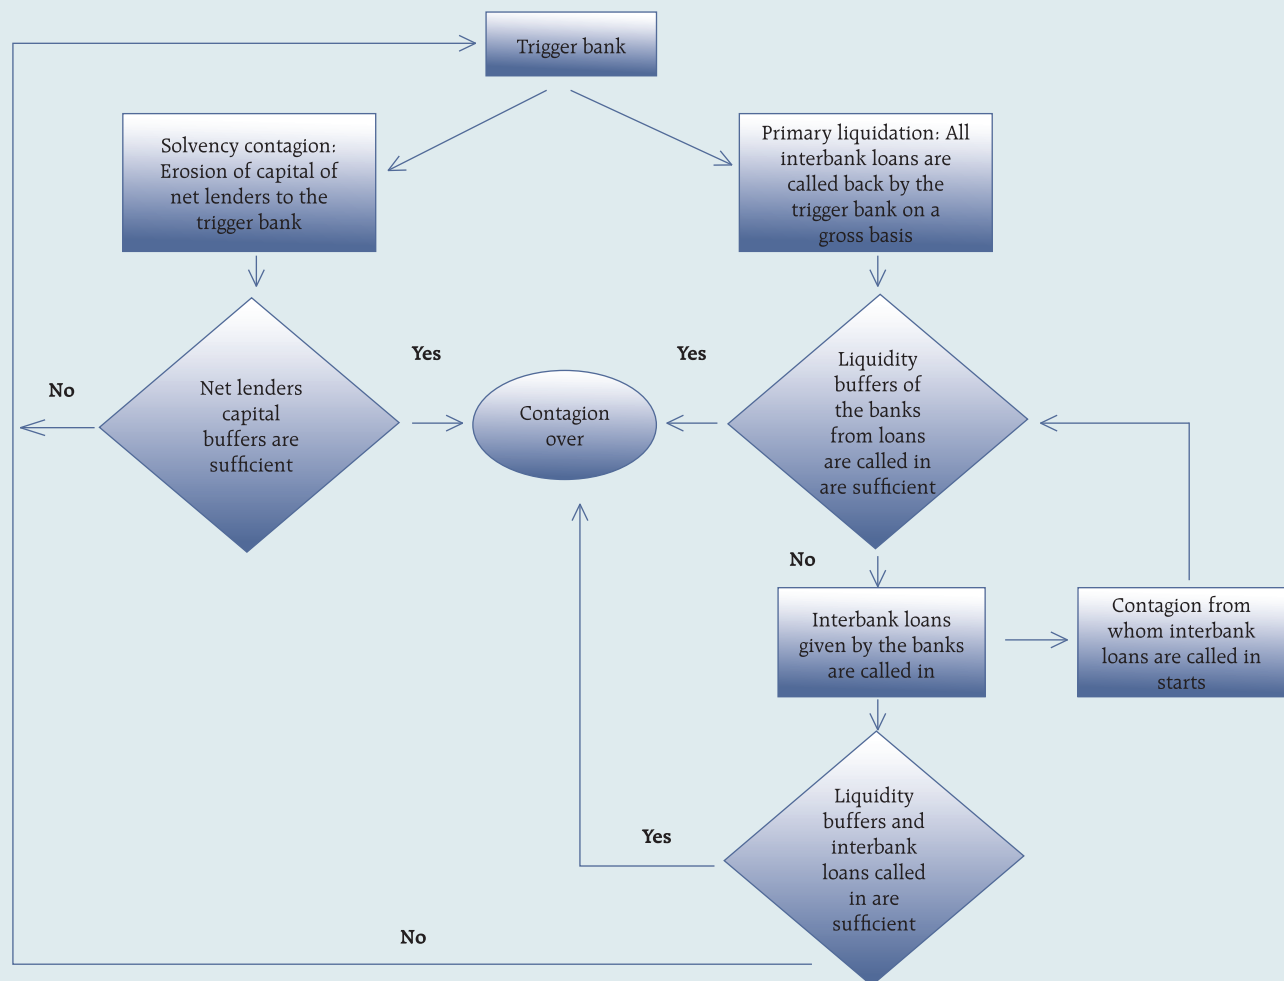 Trigger bank
Solvency contagion:
Erosion of capital of
net lenders to the
trigger bank
Primary liquidation: All
interbank loans are
called back by the
trigger bank on a
gross basis
No
Net lenders
capital
buffers are
sufficient
Yes
Contagion
over
Yes
Liquidity
buffers of
the banks
from loans
are called in
are sufficient
No
Interbank loans
given by the banks
are called in
Contagion from
whom interbank
loans are called in
starts
Liquidity
buffers and
interbank
loans called
in are
sufficient
Yes
No